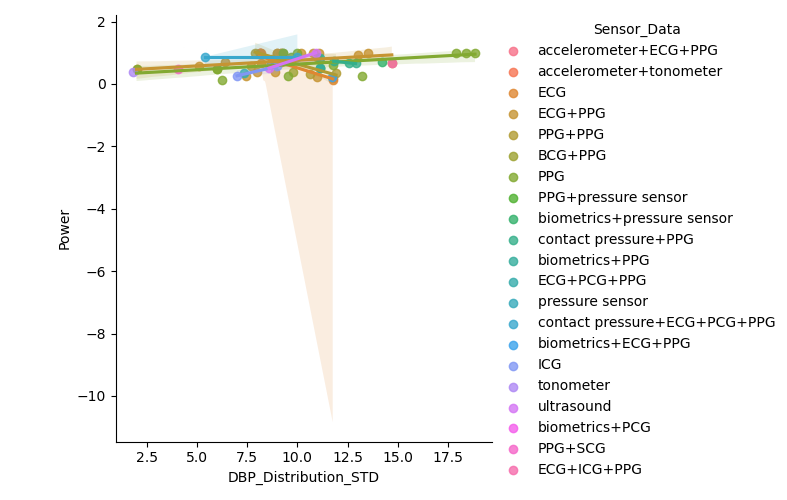 2
0
−2
−4
−6
−8
−10
Power
2.5 5.0 7.5 10.0 12.5 15.0 17.5
DBP_Distribution_STD
Sensor_Data
accelerometer+ECG+PPG
accelerometer+tonometer
ECG
ECG+PPG
PPG+PPG
BCG+PPG
PPG
PPG+pressure sensor
biometrics+pressure sensor
contact pressure+PPG
biometrics+PPG
ECG+PCG+PPG
pressure sensor
contact pressure+ECG+PCG+PPG
biometrics+ECG+PPG
ICG
tonometer
ultrasound
biometrics+PCG
PPG+SCG
ECG+ICG+PPG